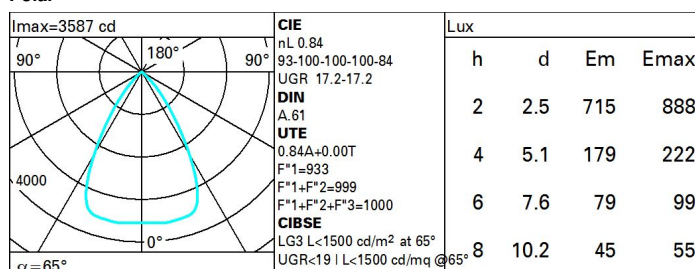 Imax=3587 cd
90°
180°
90°
4000
0°
α=65°
CIE
nL 0.84
93-100-100-100-84
UGR 17.2-17.2
DIN
A.61
UTE
0.84A+0.00T
F"1=933
F"1+F"2=999
F"1+F"2+F"3=1000
CIBSE
LG3 L<1500 cd/m² at 65°
UGR<19 | L<1500 cd/mq @65°
Lux
h d Em Emax
2 2.5 715 888
4 5.1 179 222
6 7.6 79 99
8 10.2 45 55